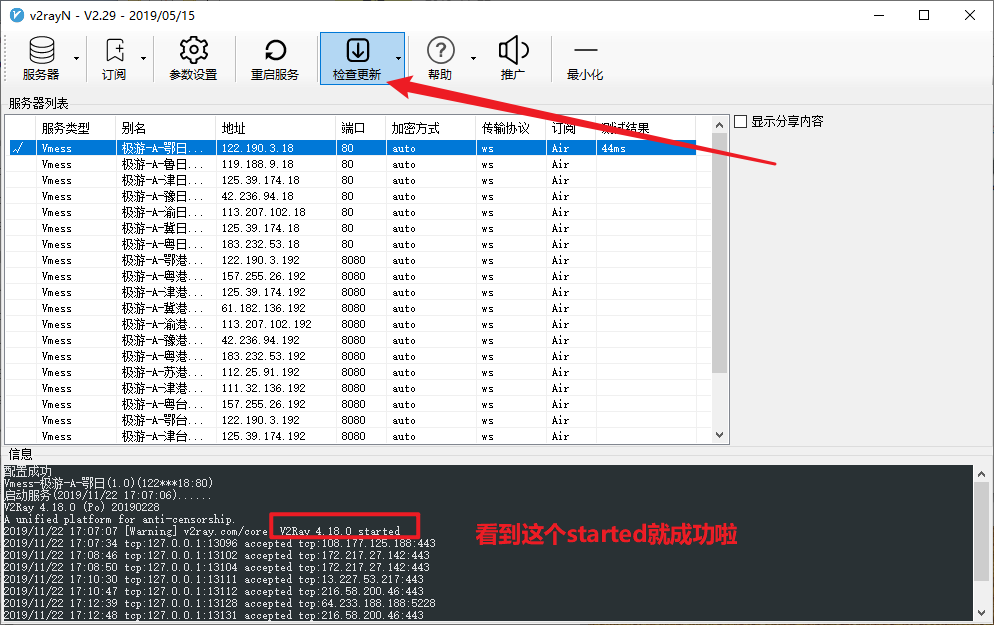 v2rayN - V2.29 - 2019/05/15
服务器 订阅 参数设置 重启服务 检查更新 帮助 推广 最小化
服务器列表
服务类型 别名 地址 端口 加密方式 传输协议 订阅 测试结果
显示分享内容
Vmess 极游-A-鄂日... 122.190.3.18 80 auto ws Air 44ms
Vmess 极游-A-鲁日... 119.188.9.18 80 auto ws Air
Vmess 极游-A-津日... 125.39.174.18 80 auto ws Air
Vmess 极游-A-豫日... 42.236.94.18 80 auto ws Air
Vmess 极游-A-渝日... 113.207.102.18 80 auto ws Air
Vmess 极游-A-冀日... 125.39.174.18 80 auto ws Air
Vmess 极游-A-粤日... 183.232.53.18 80 auto ws Air
Vmess 极游-A-鄂港... 122.190.3.192 8080 auto ws Air
Vmess 极游-A-粤港... 157.255.26.192 8080 auto ws Air
Vmess 极游-A-津港... 125.39.174.192 8080 auto ws Air
Vmess 极游-A-冀港... 61.182.136.192 8080 auto ws Air
Vmess 极游-A-渝港... 113.207.102.192 8080 auto ws Air
Vmess 极游-A-豫港... 42.236.94.192 8080 auto ws Air
Vmess 极游-A-粤港... 183.232.53.192 8080 auto ws Air
Vmess 极游-A-苏港... 112.25.91.192 8080 auto ws Air
Vmess 极游-A-津港... 111.32.136.192 8080 auto ws Air
Vmess 极游-A-粤台... 157.255.26.192 8080 auto ws Air
Vmess 极游-A-鄂台... 122.190.3.192 8080 auto ws Air
Vmess 极游-A-津台... 125.39.174.192 8080 auto ws Air
信息
配置成功
Vmess-极游-A-鄂日(1.0)(122***18:80)
启动服务(2019/11/22 17:07:06)......
V2Ray 4.18.0 (Po) 20190228
A unified platform for anti-censorship.
2019/11/22 17:07:07 [Warning] v2ray.com/core: V2Ray 4.18.0 started
2019/11/22 17:07:34 tcp:127.0.0.1:13096 accepted tcp:108.177.125.188:443
2019/11/22 17:08:46 tcp:127.0.0.1:13102 accepted tcp:172.217.27.142:443
2019/11/22 17:08:50 tcp:127.0.0.1:13104 accepted tcp:172.217.27.142:443
2019/11/22 17:10:30 tcp:127.0.0.1:13111 accepted tcp:13.227.53.217:443
2019/11/22 17:10:47 tcp:127.0.0.1:13112 accepted tcp:216.58.200.46:443
2019/11/22 17:12:39 tcp:127.0.0.1:13128 accepted tcp:64.233.188.188:5228
2019/11/22 17:12:48 tcp:127.0.0.1:13131 accepted tcp:216.58.200.46:443
看到这个started就成功啦